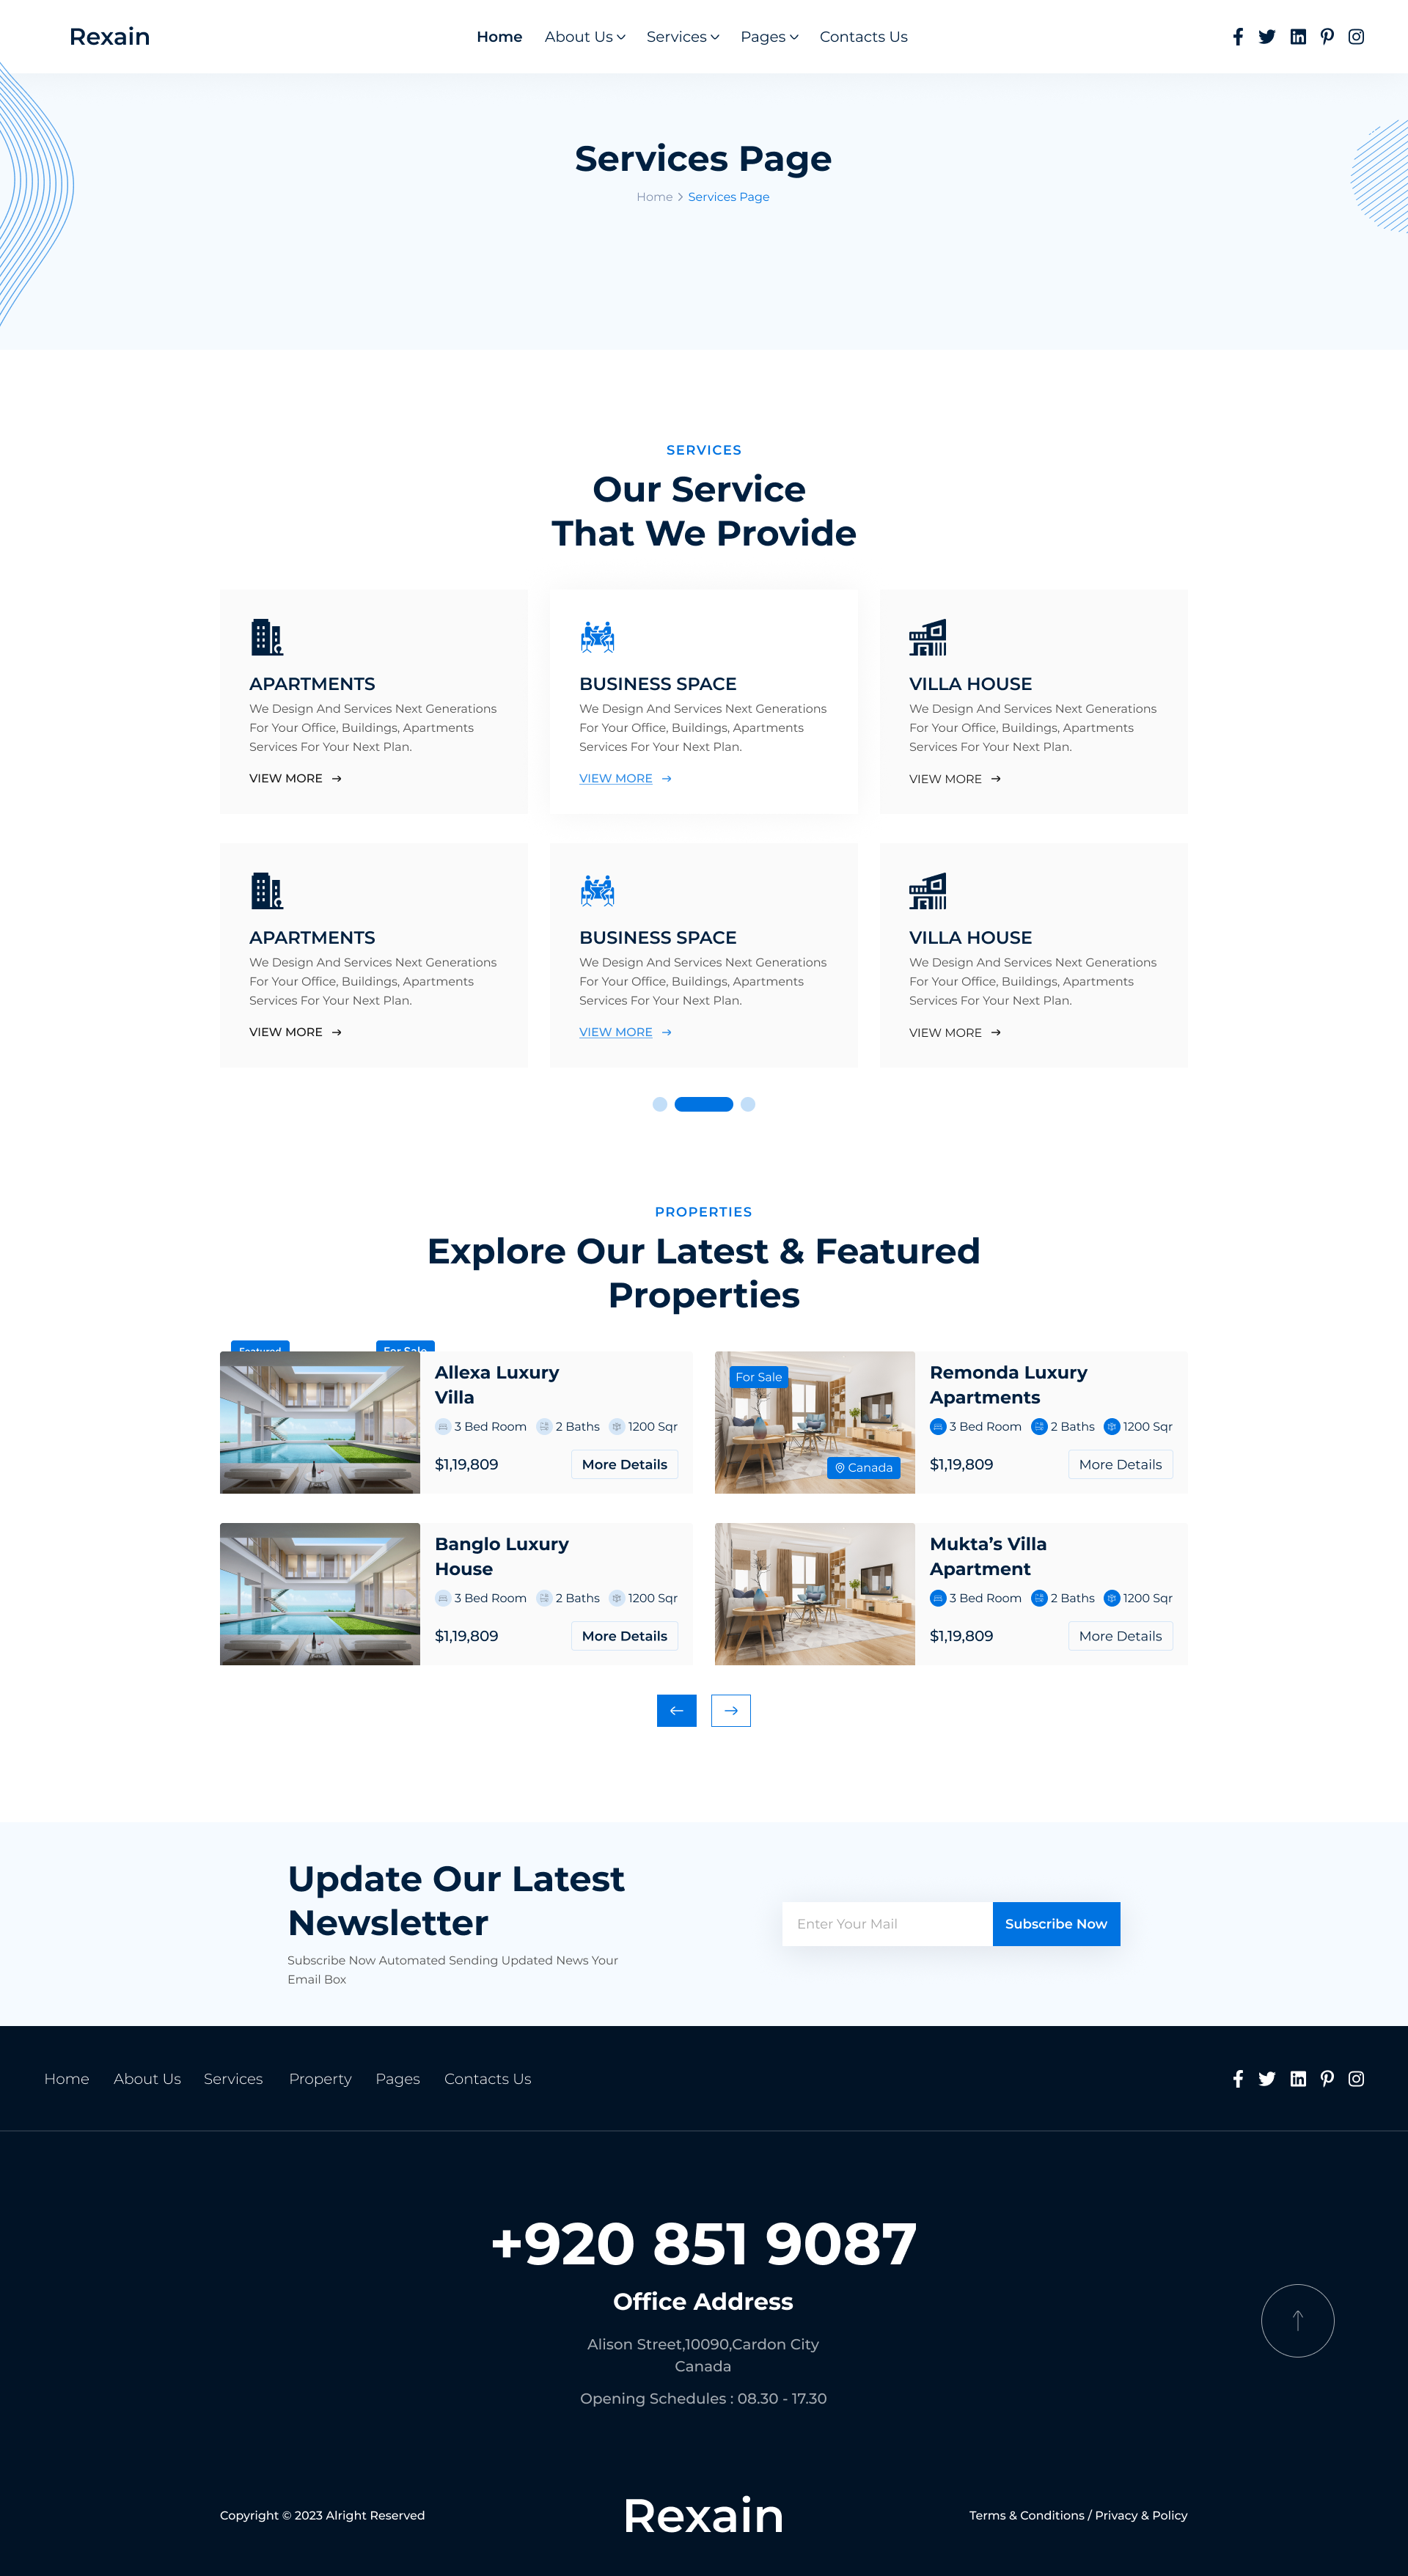 Rexain
Home About Us Services Pages Contacts Us
Services Page
Home Services Page
SERVICES
Our Service
That We Provide
APARTMENTS
We Design And Services Next Generations
For Your Office, Buildings, Apartments
Services For Your Next Plan.
VIEW MORE
BUSINESS SPACE
We Design And Services Next Generations
For Your Office, Buildings, Apartments
Services For Your Next Plan.
VIEW MORE
VILLA HOUSE
We Design And Services Next Generations
For Your Office, Buildings, Apartments
Services For Your Next Plan.
VIEW MORE
APARTMENTS
We Design And Services Next Generations
For Your Office, Buildings, Apartments
Services For Your Next Plan.
VIEW MORE
BUSINESS SPACE
We Design And Services Next Generations
For Your Office, Buildings, Apartments
Services For Your Next Plan.
VIEW MORE
VILLA HOUSE
We Design And Services Next Generations
For Your Office, Buildings, Apartments
Services For Your Next Plan.
VIEW MORE
PROPERTIES
Explore Our Latest & Featured
Properties
Featured
For Sale
Allexa Luxury
Villa
3 Bed Room 2 Baths 1200 Sqr
$1,19,809 More Details
For Sale
Canada
Remonda Luxury
Apartments
3 Bed Room 2 Baths 1200 Sqr
$1,19,809 More Details
Banglo Luxury
House
3 Bed Room 2 Baths 1200 Sqr
$1,19,809 More Details
Mukta’s Villa
Apartment
3 Bed Room 2 Baths 1200 Sqr
$1,19,809 More Details
Update Our Latest
Newsletter
Subscribe Now Automated Sending Updated News Your
Email Box
Enter Your Mail Subscribe Now
Home About Us Services Property Pages Contacts Us
+920 851 9087
Office Address
Alison Street,10090,Cardon City
Canada
Opening Schedules : 08.30 - 17.30
Copyright © 2023 Alright Reserved
Rexain
Terms & Conditions / Privacy & Policy